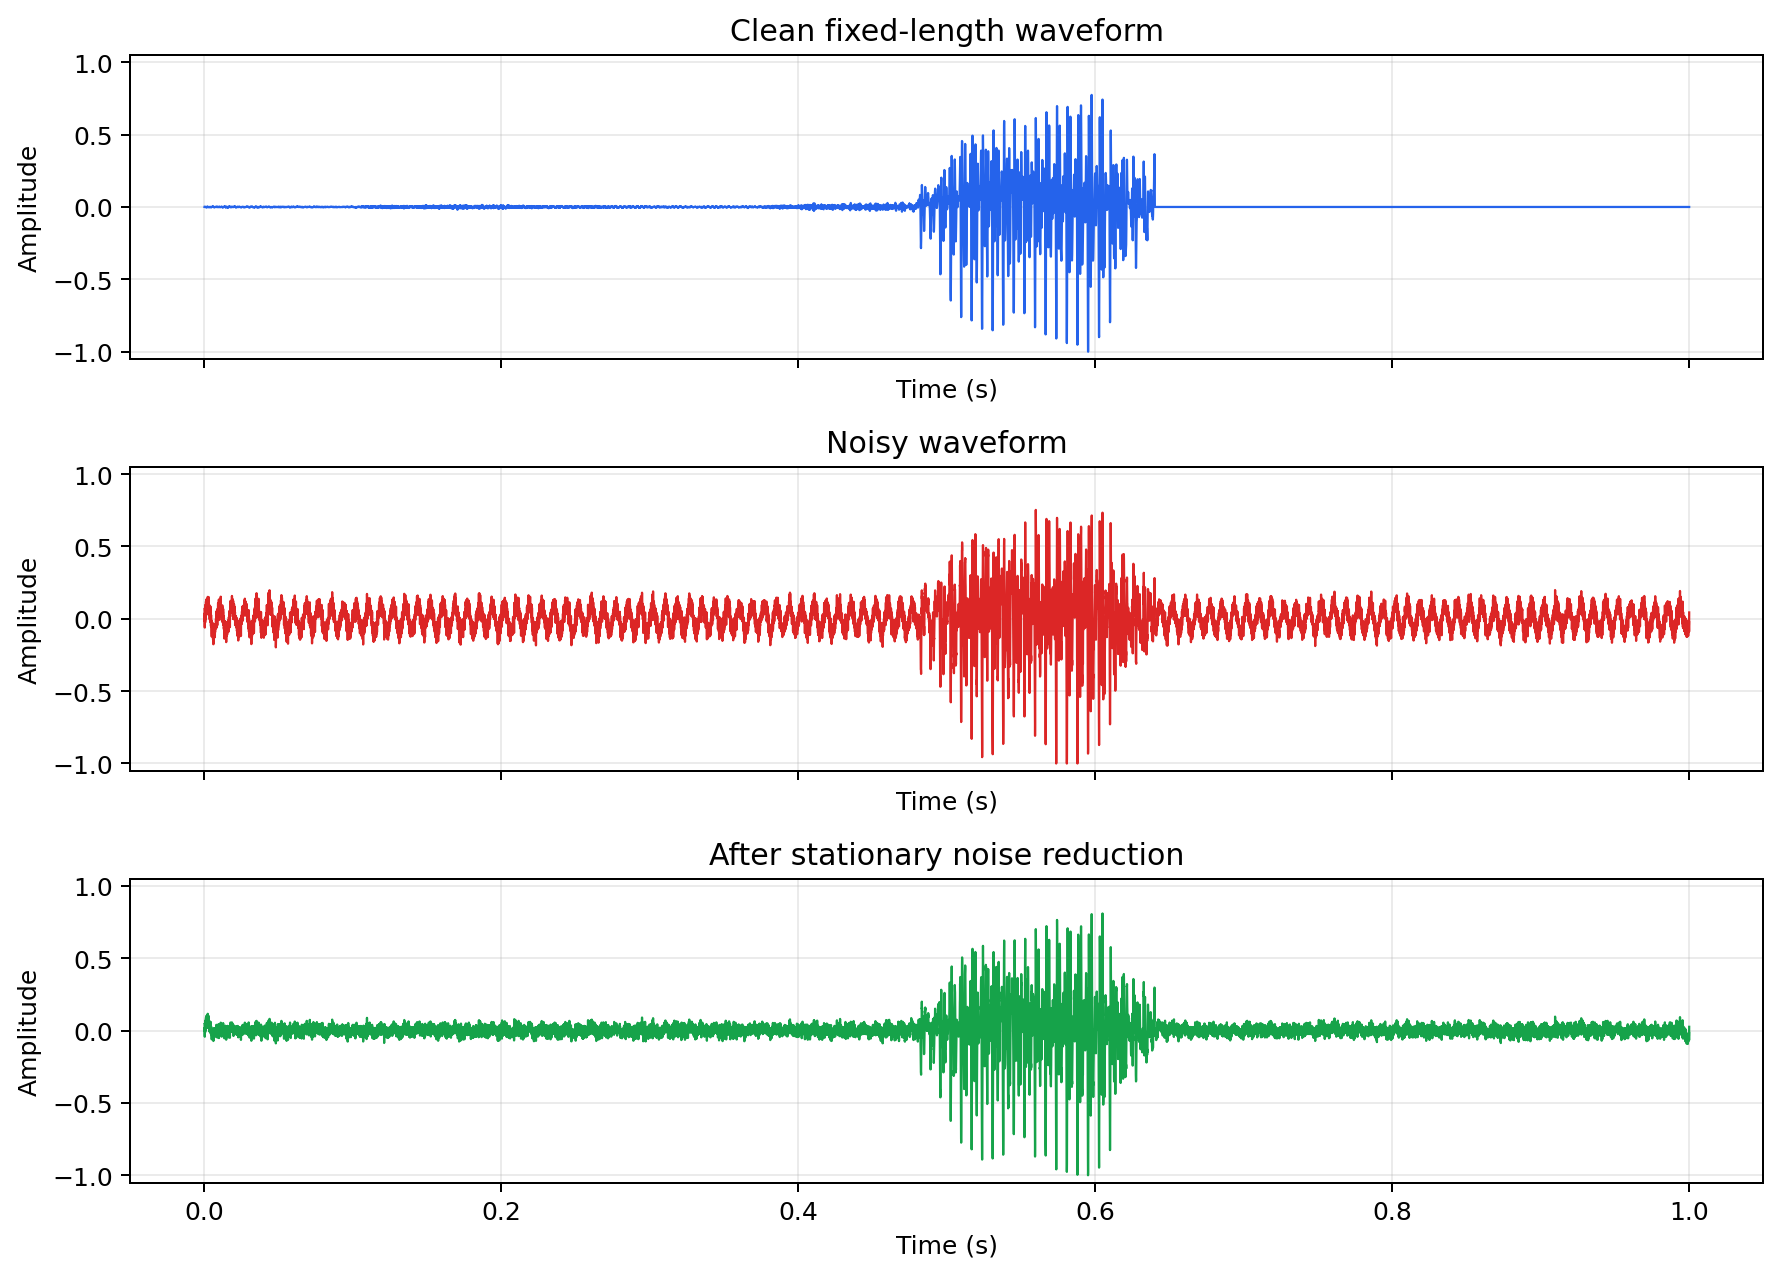 Clean fixed-length waveform
1.0
0.5
0.0
−0.5
−1.0
Amplitude
Time (s)
Noisy waveform
1.0
0.5
0.0
−0.5
−1.0
Amplitude
Time (s)
After stationary noise reduction
1.0
0.5
0.0
−0.5
−1.0
Amplitude
0.0 0.2 0.4 0.6 0.8 1.0
Time (s)